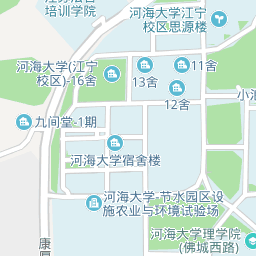 培训学院
河海大学江宁
校区思源楼
河海大学(江宁
校区)-16舍
13舍
11舍
12舍
九间堂-1期
河海大学宿舍楼
河海大学-节水园区设
施农业与环境试验场
河海大学理学院
(佛城西路)
康